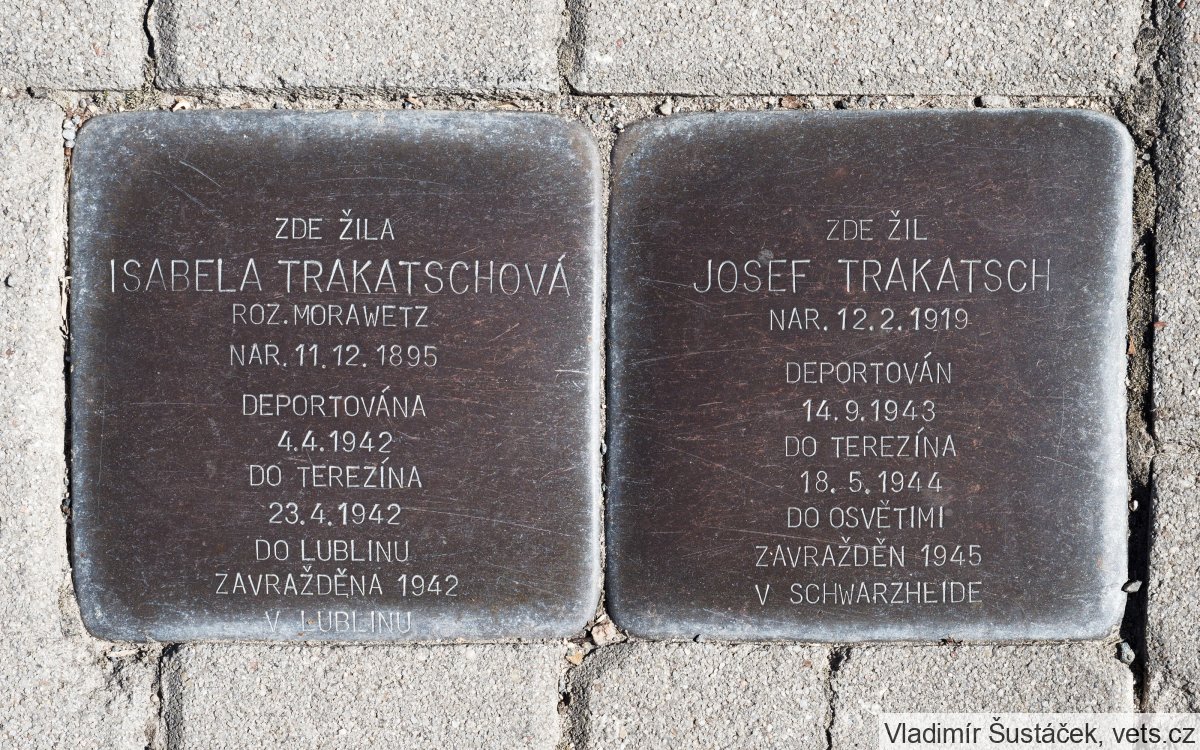 ZDE ŽILA
ISABELA TRAKATSCHOVÁ
ROZ. MORAWETZ
NAR. 11. 12. 1895
DEPORTOVÁNA
4.4.1942
DO TEREZÍNA
23.4.1942
DO LUBLINU
ZAVRAŽDĚNA 1942
V LUBLINU
ZDE ŽIL
JOSEF TRAKATSCH
NAR. 12. 2. 1919
DEPORTOVÁN
14.9.1943
DO TEREZÍNA
18. 5. 1944
DO OSVĚTIMI
ZAVRAŽDĚN 1945
V SCHWARZHEIDE
Vladimír Šustáček, vets.cz